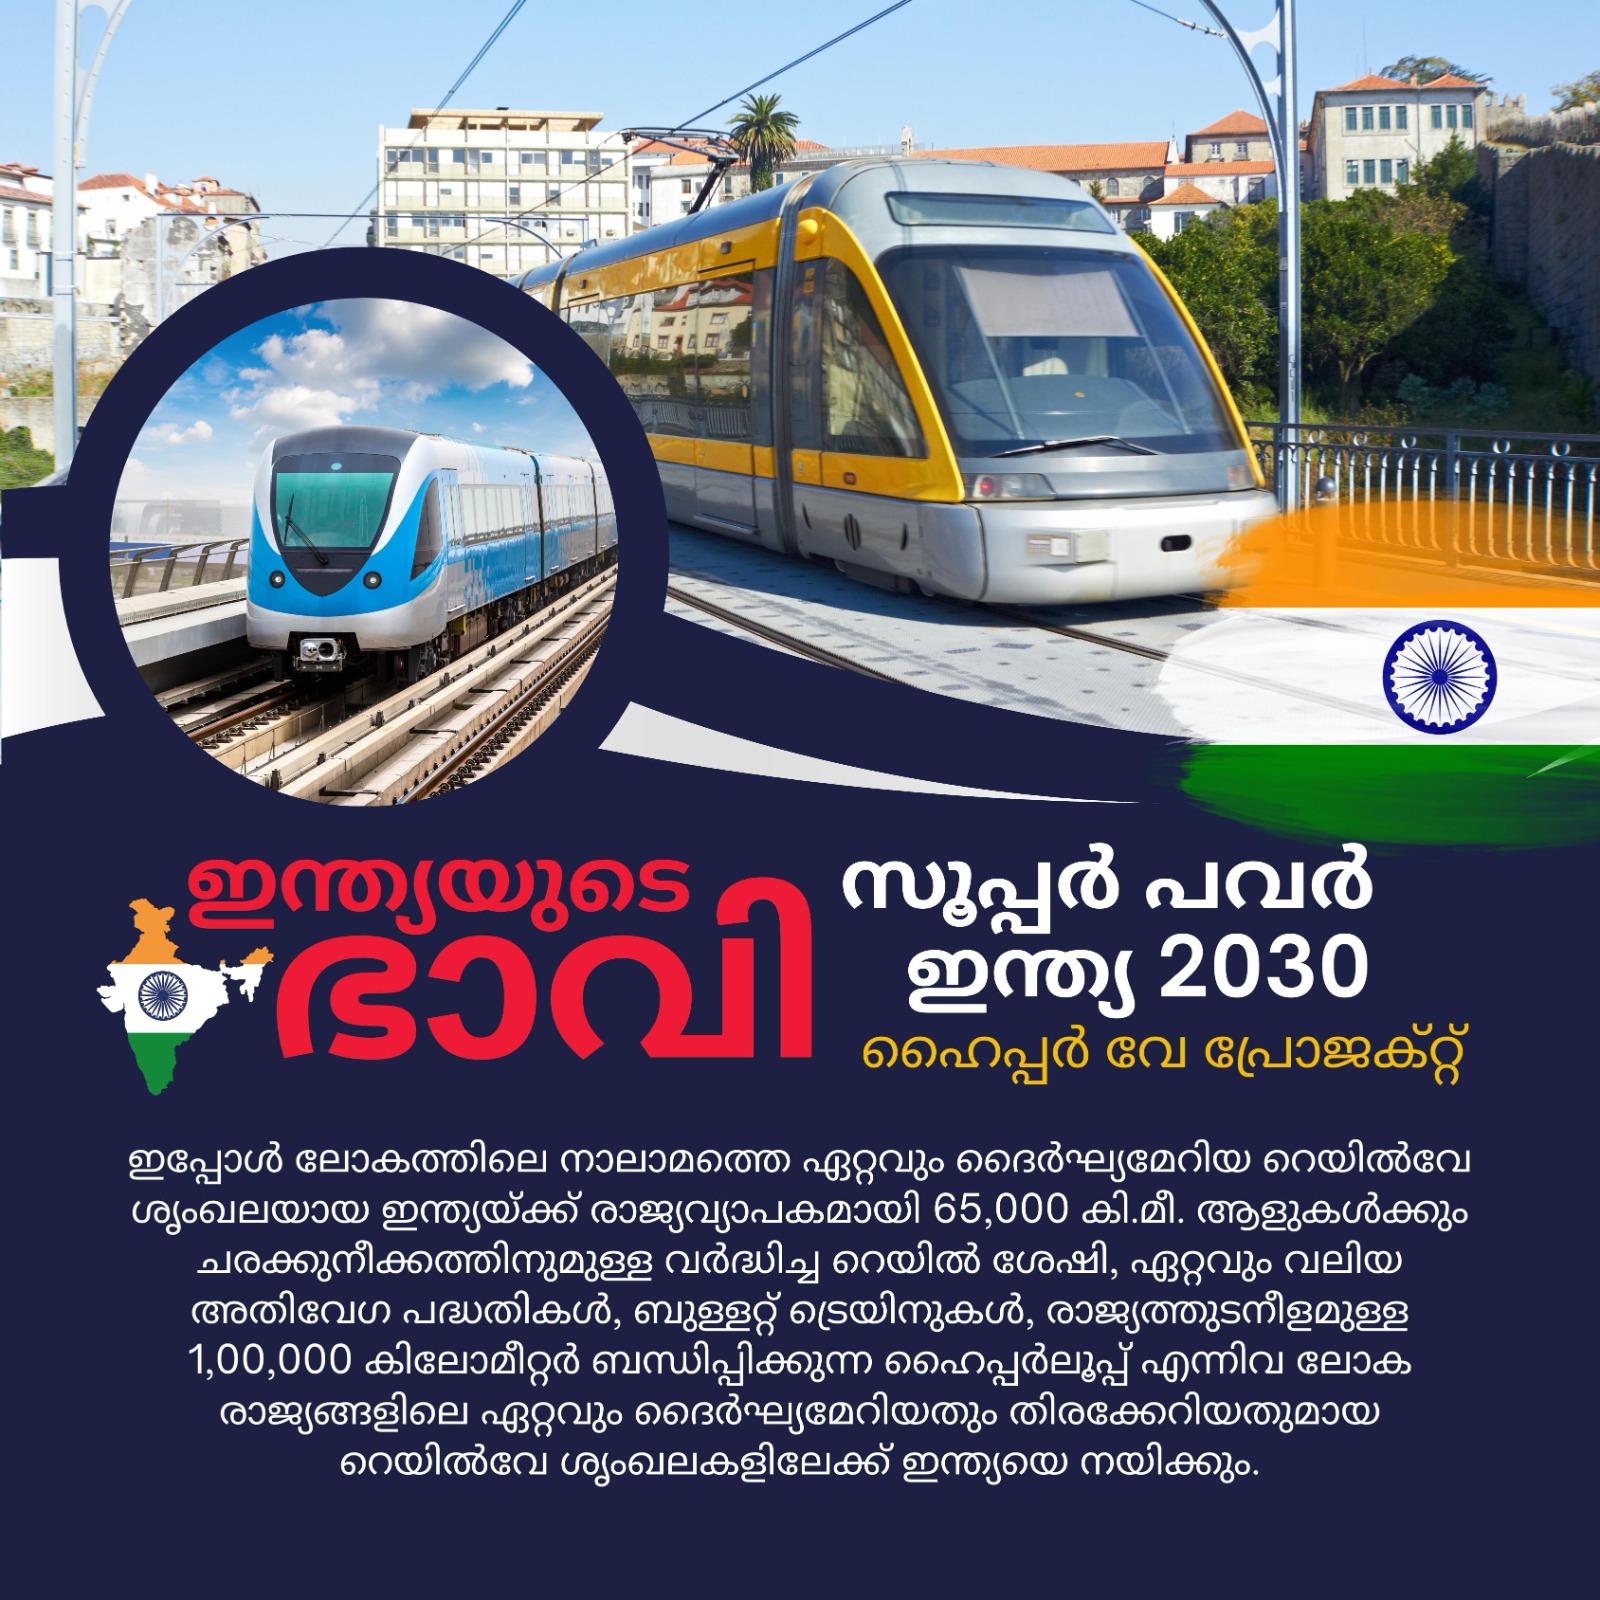 ഇന്ത്യയുടെ
ഭാവി
സൂപ്പർ പവർ
ഇന്ത്യ 2030
ഹൈപ്പർ വേ പ്രോജക്റ്റ്
ഇപ്പോൾ ലോകത്തിലെ നാലാമത്തെ ഏറ്റവും ദൈർഘ്യമേറിയ റെയിൽവേ
ശൃംഖലയായ ഇന്ത്യയ്ക്ക് രാജ്യവ്യാപകമായി 65,000 കി.മീ. ആളുകൾക്കും
ചരക്കുനീക്കത്തിനുമുള്ള വർദ്ധിച്ച റെയിൽ ശേഷി, ഏറ്റവും വലിയ
അതിവേഗ പദ്ധതികൾ, ബുള്ളറ്റ് ട്രെയിനുകൾ, രാജ്യത്തുടനീളമുള്ള
1,00,000 കിലോമീറ്റർ ബന്ധിപ്പിക്കുന്ന ഹൈപ്പർലൂപ്പ് എന്നിവ ലോക
രാജ്യങ്ങളിലെ ഏറ്റവും ദൈർഘ്യമേറിയതും തിരക്കേറിയതുമായ
റെയിൽവേ ശൃംഖലകളിലേക്ക് ഇന്ത്യയെ നയിക്കും.